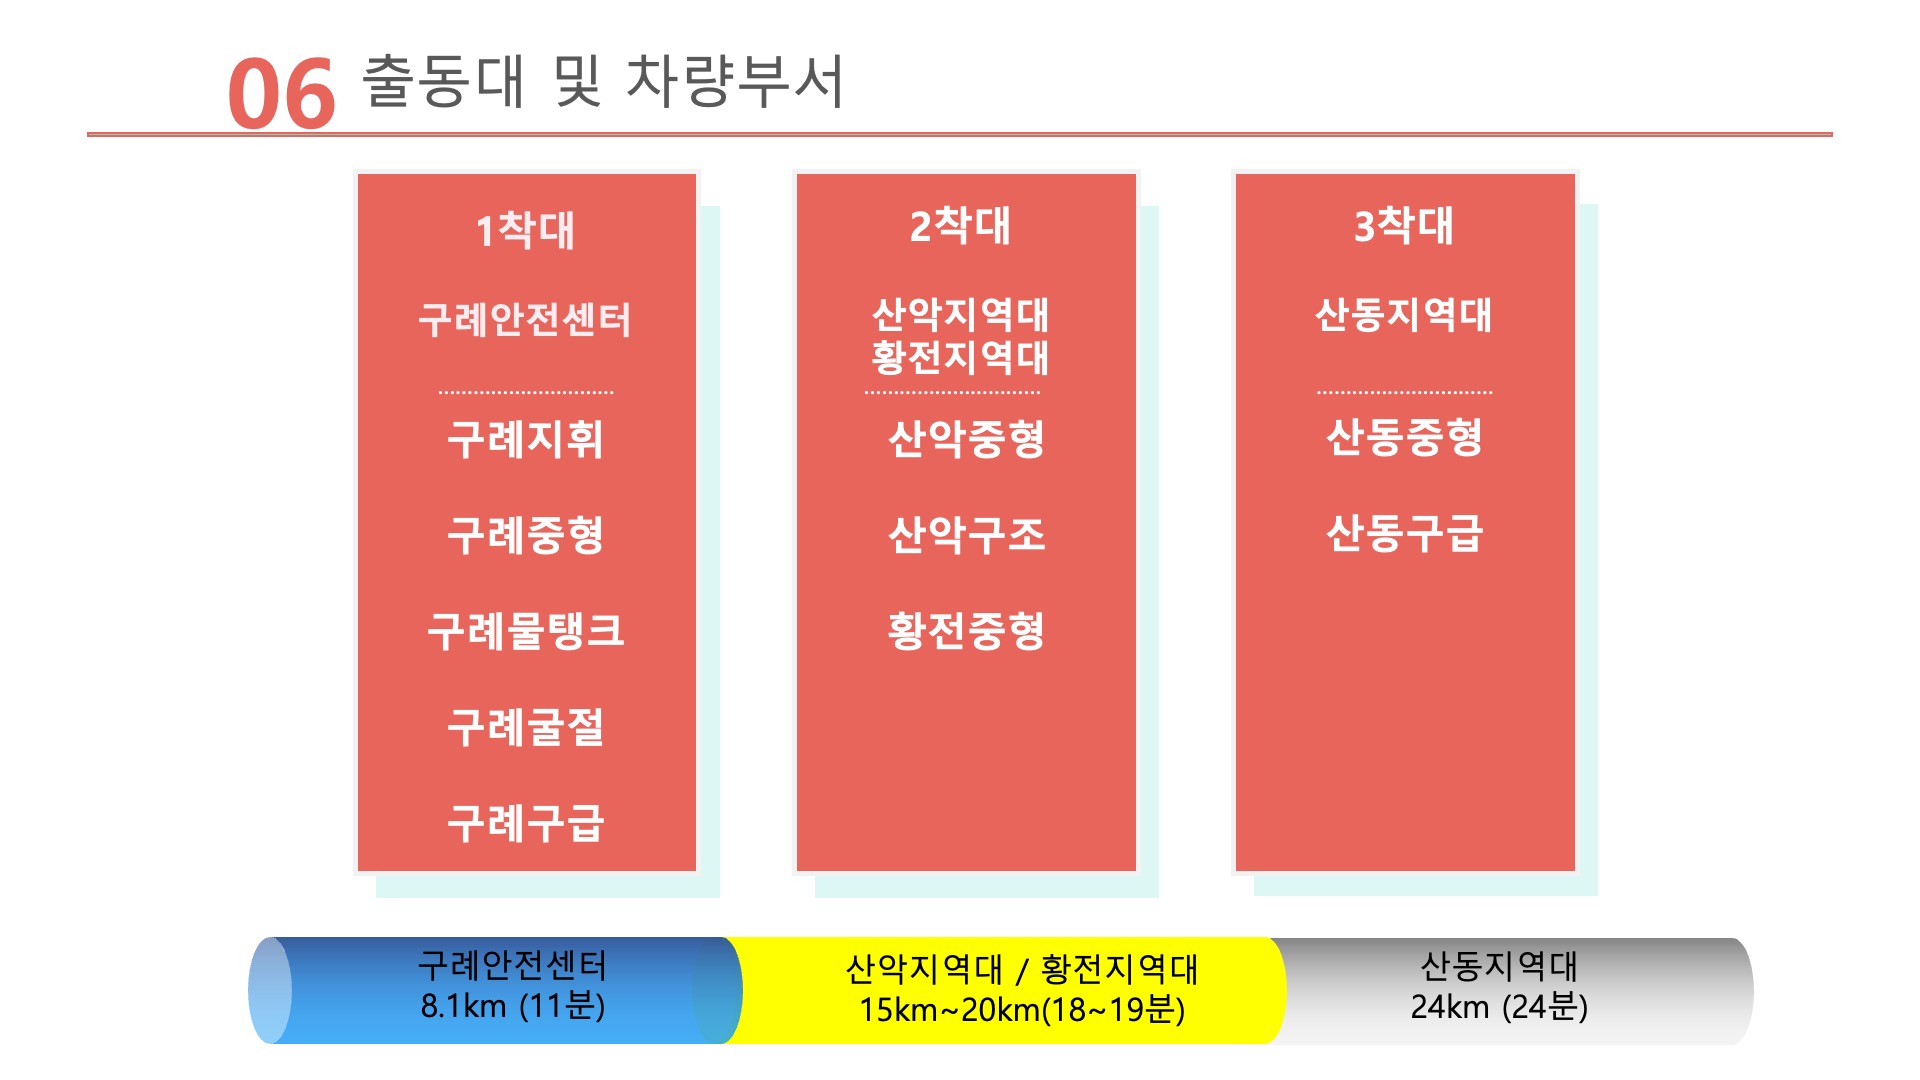 06 출동대 및 차량부서
1착대
구례안전센터
구례지휘
구례중형
구례물탱크
구례굴절
구례구급
2착대
산악지역대
황전지역대
산악중형
산악구조
황전중형
3착대
산동지역대
산동중형
산동구급
구례안전센터
8.1km (11분)
산악지역대 / 황전지역대
15km~20km(18~19분)
산동지역대
24km (24분)